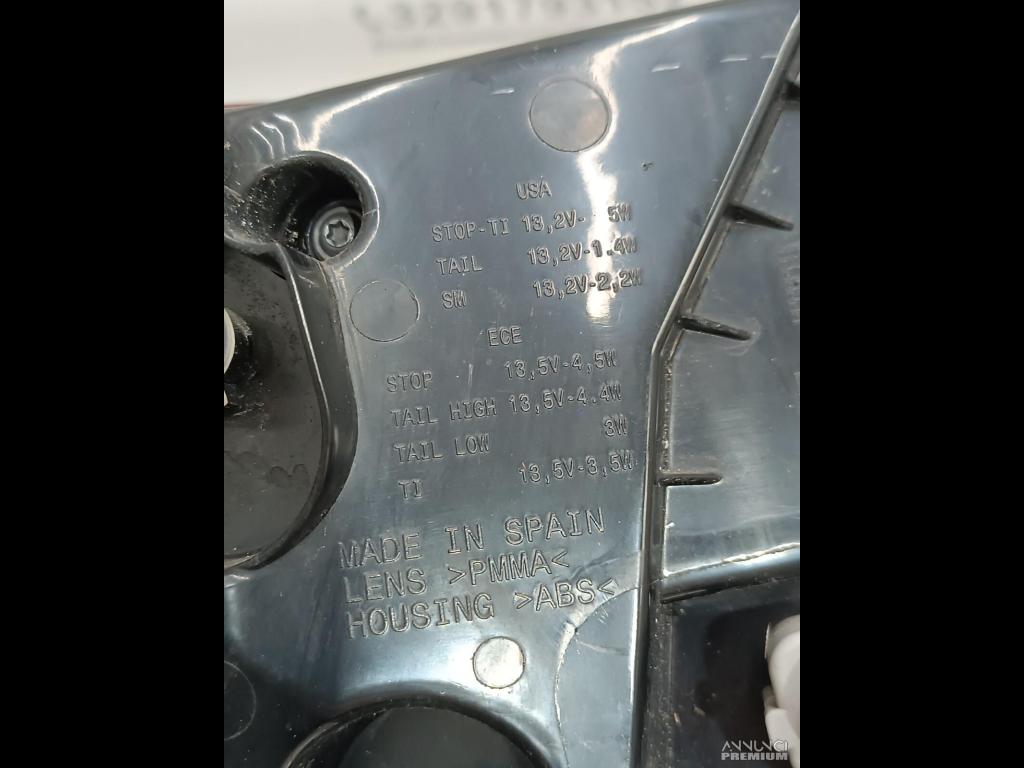 USA
STOP-TI 13,2V- 5W
TAIL 13,2V-1.4W
SM 13,2V-2,2W
ECE
STOP 13,5V-4,5W
TAIL HIGH 13,5V-4.4W
TAIL LOW 3W
TI 13,5V-3,5W
MADE IN SPAIN
LENS >PMMA<
HOUSING >ABS<
ANNUNCI
PREMIUM